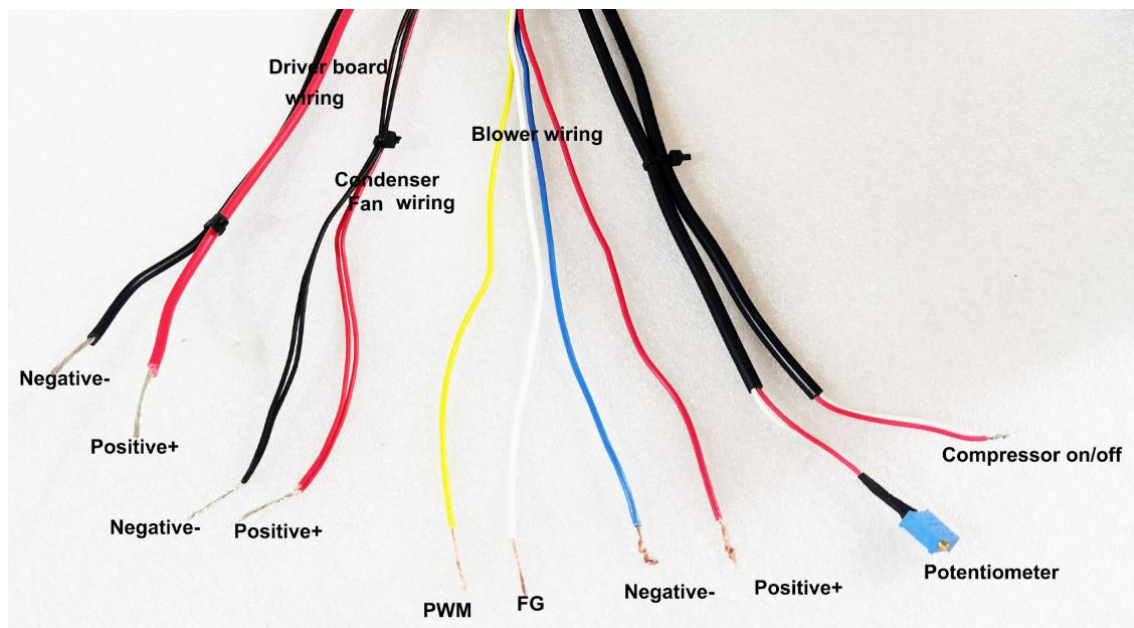 Driver board
wiring
Blower wiring
Condenser
Fan wiring
Negative-
Positive+
Negative-
Positive+
PWM
FG
Negative-
Positive+
Compressor on/off
Potentiometer